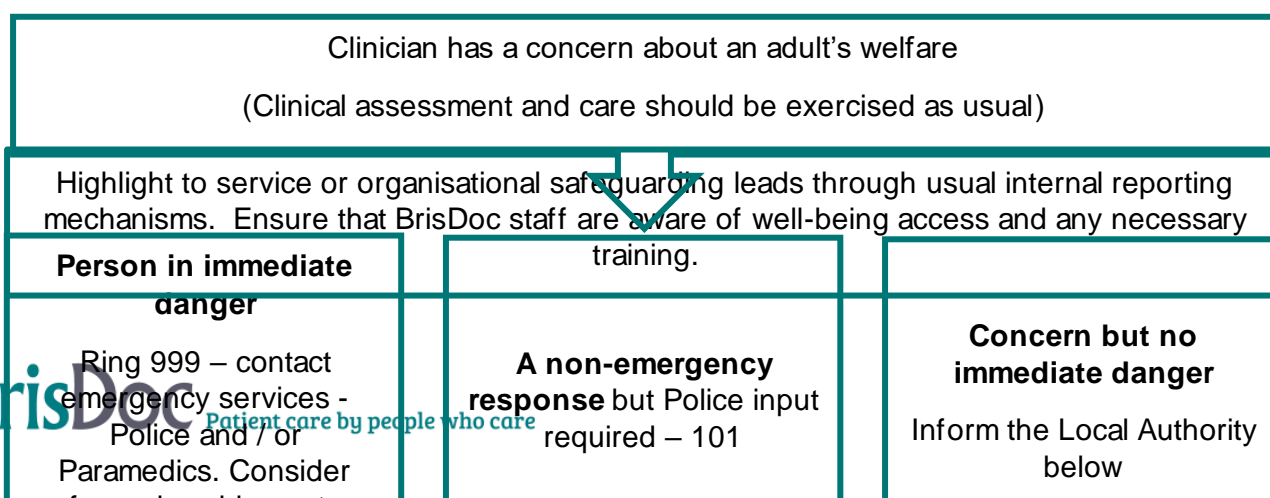 Clinician has a concern about an adult's welfare
(Clinical assessment and care should be exercised as usual)
Highlight to service or organisational safeguarding leads through usual internal reporting
mechanisms.  Ensure that BrisDoc staff are aware of well-being access and any necessary
training.
Person in immediate
danger
Ring 999 – contact
emergency services -
Police and / or
Paramedics. Consider
A non-emergency
response but Police input
required – 101
Concern but no
immediate danger
Inform the Local Authority
below
risDoc Patient care by people who care